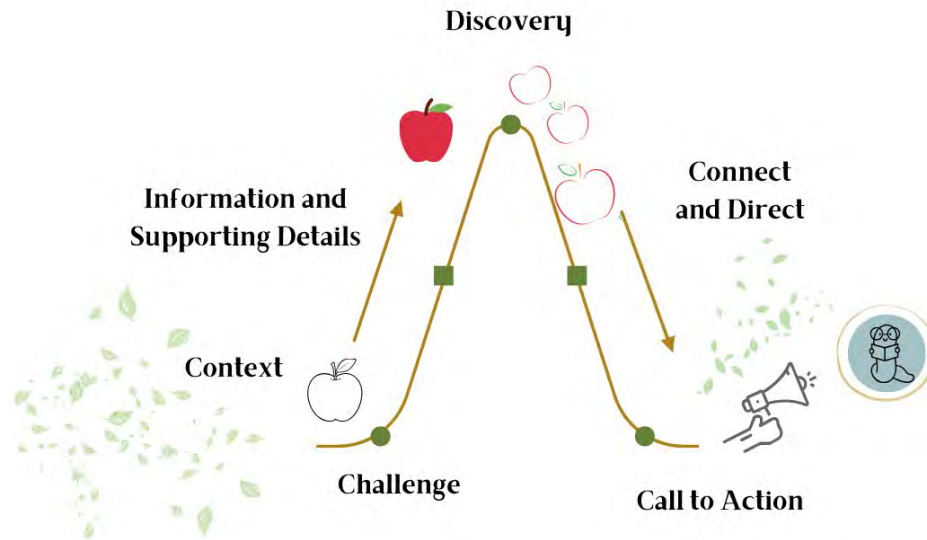 Discovery
Information and
Supporting Details
Connect
and Direct
Context
Challenge
Call to Action